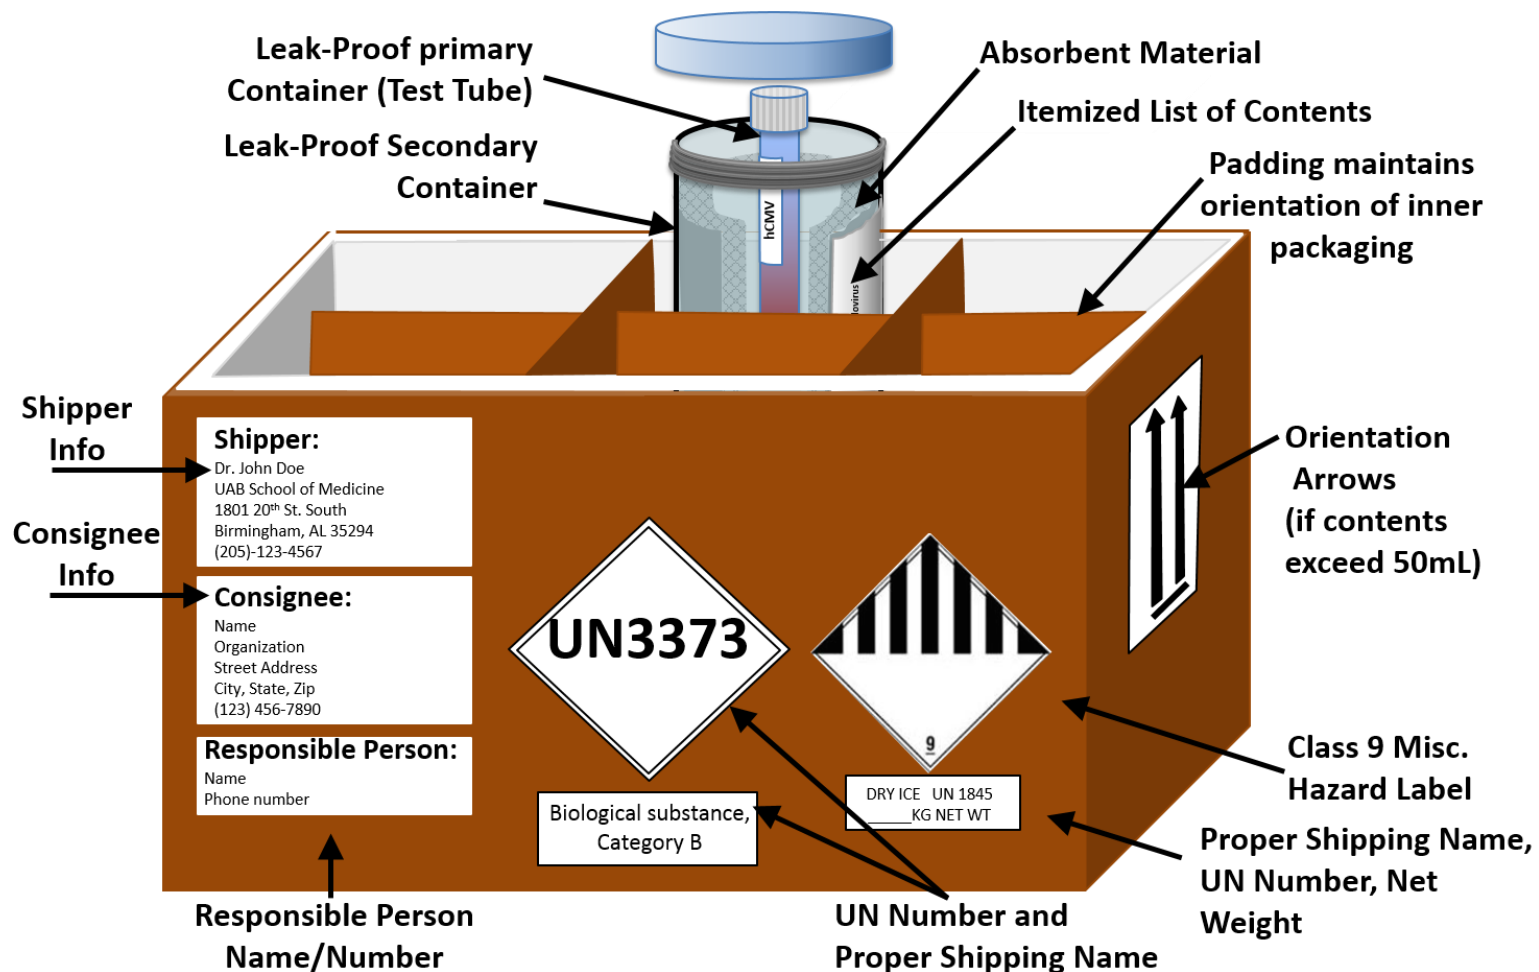 Leak-Proof primary
Container (Test Tube)
Leak-Proof Secondary
Container
Absorbent Material
Itemized List of Contents
Padding maintains
orientation of inner
packaging
hCMV
Shipper
Info
Consignee
Info
Shipper:
Dr. John Doe
UAB School of Medicine
1801 20th St. South
Birmingham, AL 35294
(205)-123-4567
Consignee:
Name
Organization
Street Address
City, State, Zip
(123) 456-7890
Responsible Person:
Name
Phone number
UN3373
Biological substance,
Category B
9
DRY ICE UN 1845
_____KG NET WT
Orientation
Arrows
(if contents
exceed 50mL)
Class 9 Misc.
Hazard Label
Proper Shipping Name,
UN Number, Net
Weight
Responsible Person
Name/Number
UN Number and
Proper Shipping Name